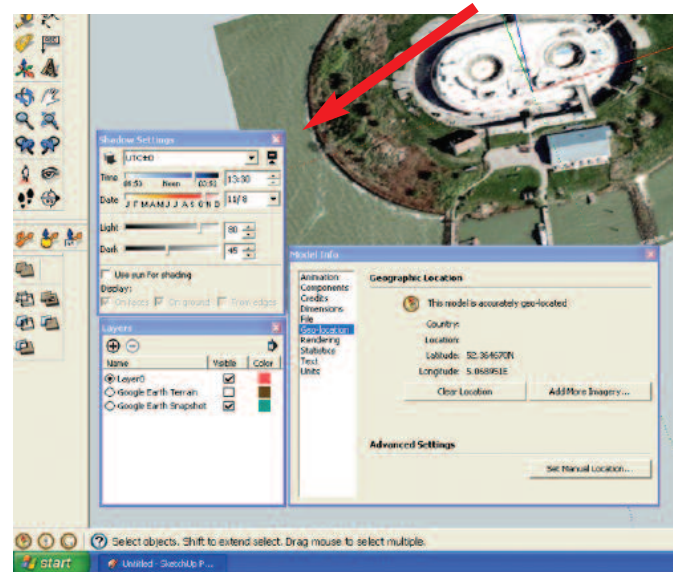 Shadow Settings
UTC±0
Time 08:53 Noon 03:51 13:30
Date J F M A M J J A S O N D 11/8
Light 80
Dark 45
Use sun for shading
Display:
On faces On ground From edges
Layers
Name Visible Color
Layer0
Google Earth Terrain
Google Earth Snapshot
Model Info
Animation
Components
Credits
Dimensions
File
Geo-location
Rendering
Statistics
Text
Units
Geographic Location
This model is accurately geo-located
Country:
Location:
Latitude: 52.364670N
Longitude: 5.068951E
Clear Location Add More Imagery...
Advanced Settings
Set Manual Location...
Select objects. Shift to extend select. Drag mouse to select multiple.
start Untitled - SketchUp P...